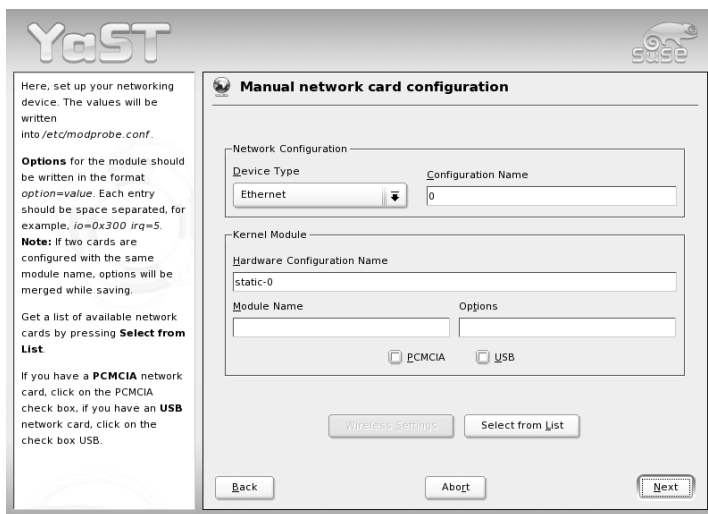 YaST
SUSE
Here, set up your networking
device. The values will be
written
into /etc/modprobe.conf.
Options for the module should
be written in the format
option=value. Each entry
should be space separated, for
example, io=0x300 irq=5.
Note: If two cards are
configured with the same
module name, options will be
merged while saving.
Get a list of available network
cards by pressing Select from
List.
If you have a PCMCIA network
card, click on the PCMCIA
check box, if you have an USB
network card, click on the
check box USB.
Manual network card configuration
Network Configuration
Device Type
Configuration Name
Ethernet
0
Kernel Module
Hardware Configuration Name
static-0
Module Name
Options
PCMCIA
USB
Wireless Settings
Select from List
Back
Abort
Next